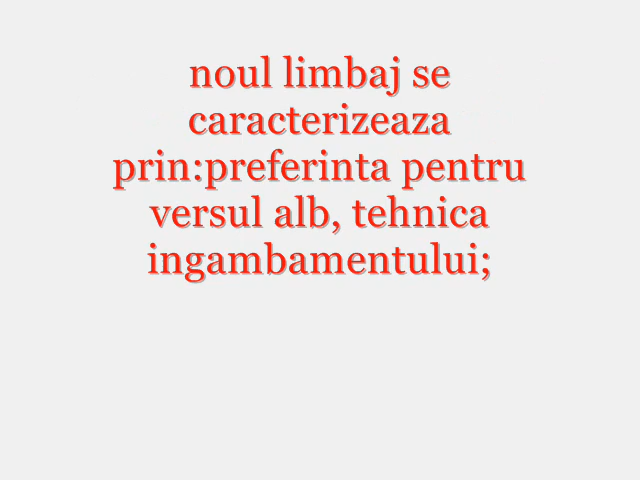 noul limbaj se
caracterizeaza
prin:preferinta pentru
versul alb, tehnica
ingambamentului;